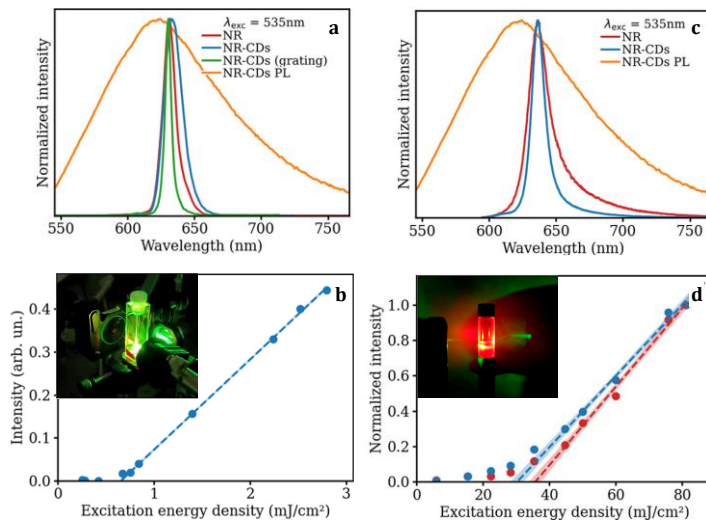 a
λexc = 535nm
NR
NR-CDs
NR-CDs (grating)
NR-CDs PL
Normalized intensity
550 600 650 700 750
Wavelength (nm)
c
λexc = 535nm
NR
NR-CDs
NR-CDs PL
Normalized intensity
550 600 650 700 750
Wavelength (nm)
b
Intensity (arb. un.)
0.4
0.3
0.2
0.1
0.0
0 1 2 3
Excitation energy density (mJ/cm²)
d
Normalized intensity
1.0
0.8
0.6
0.4
0.2
0.0
0 20 40 60 80
Excitation energy density (mJ/cm²)